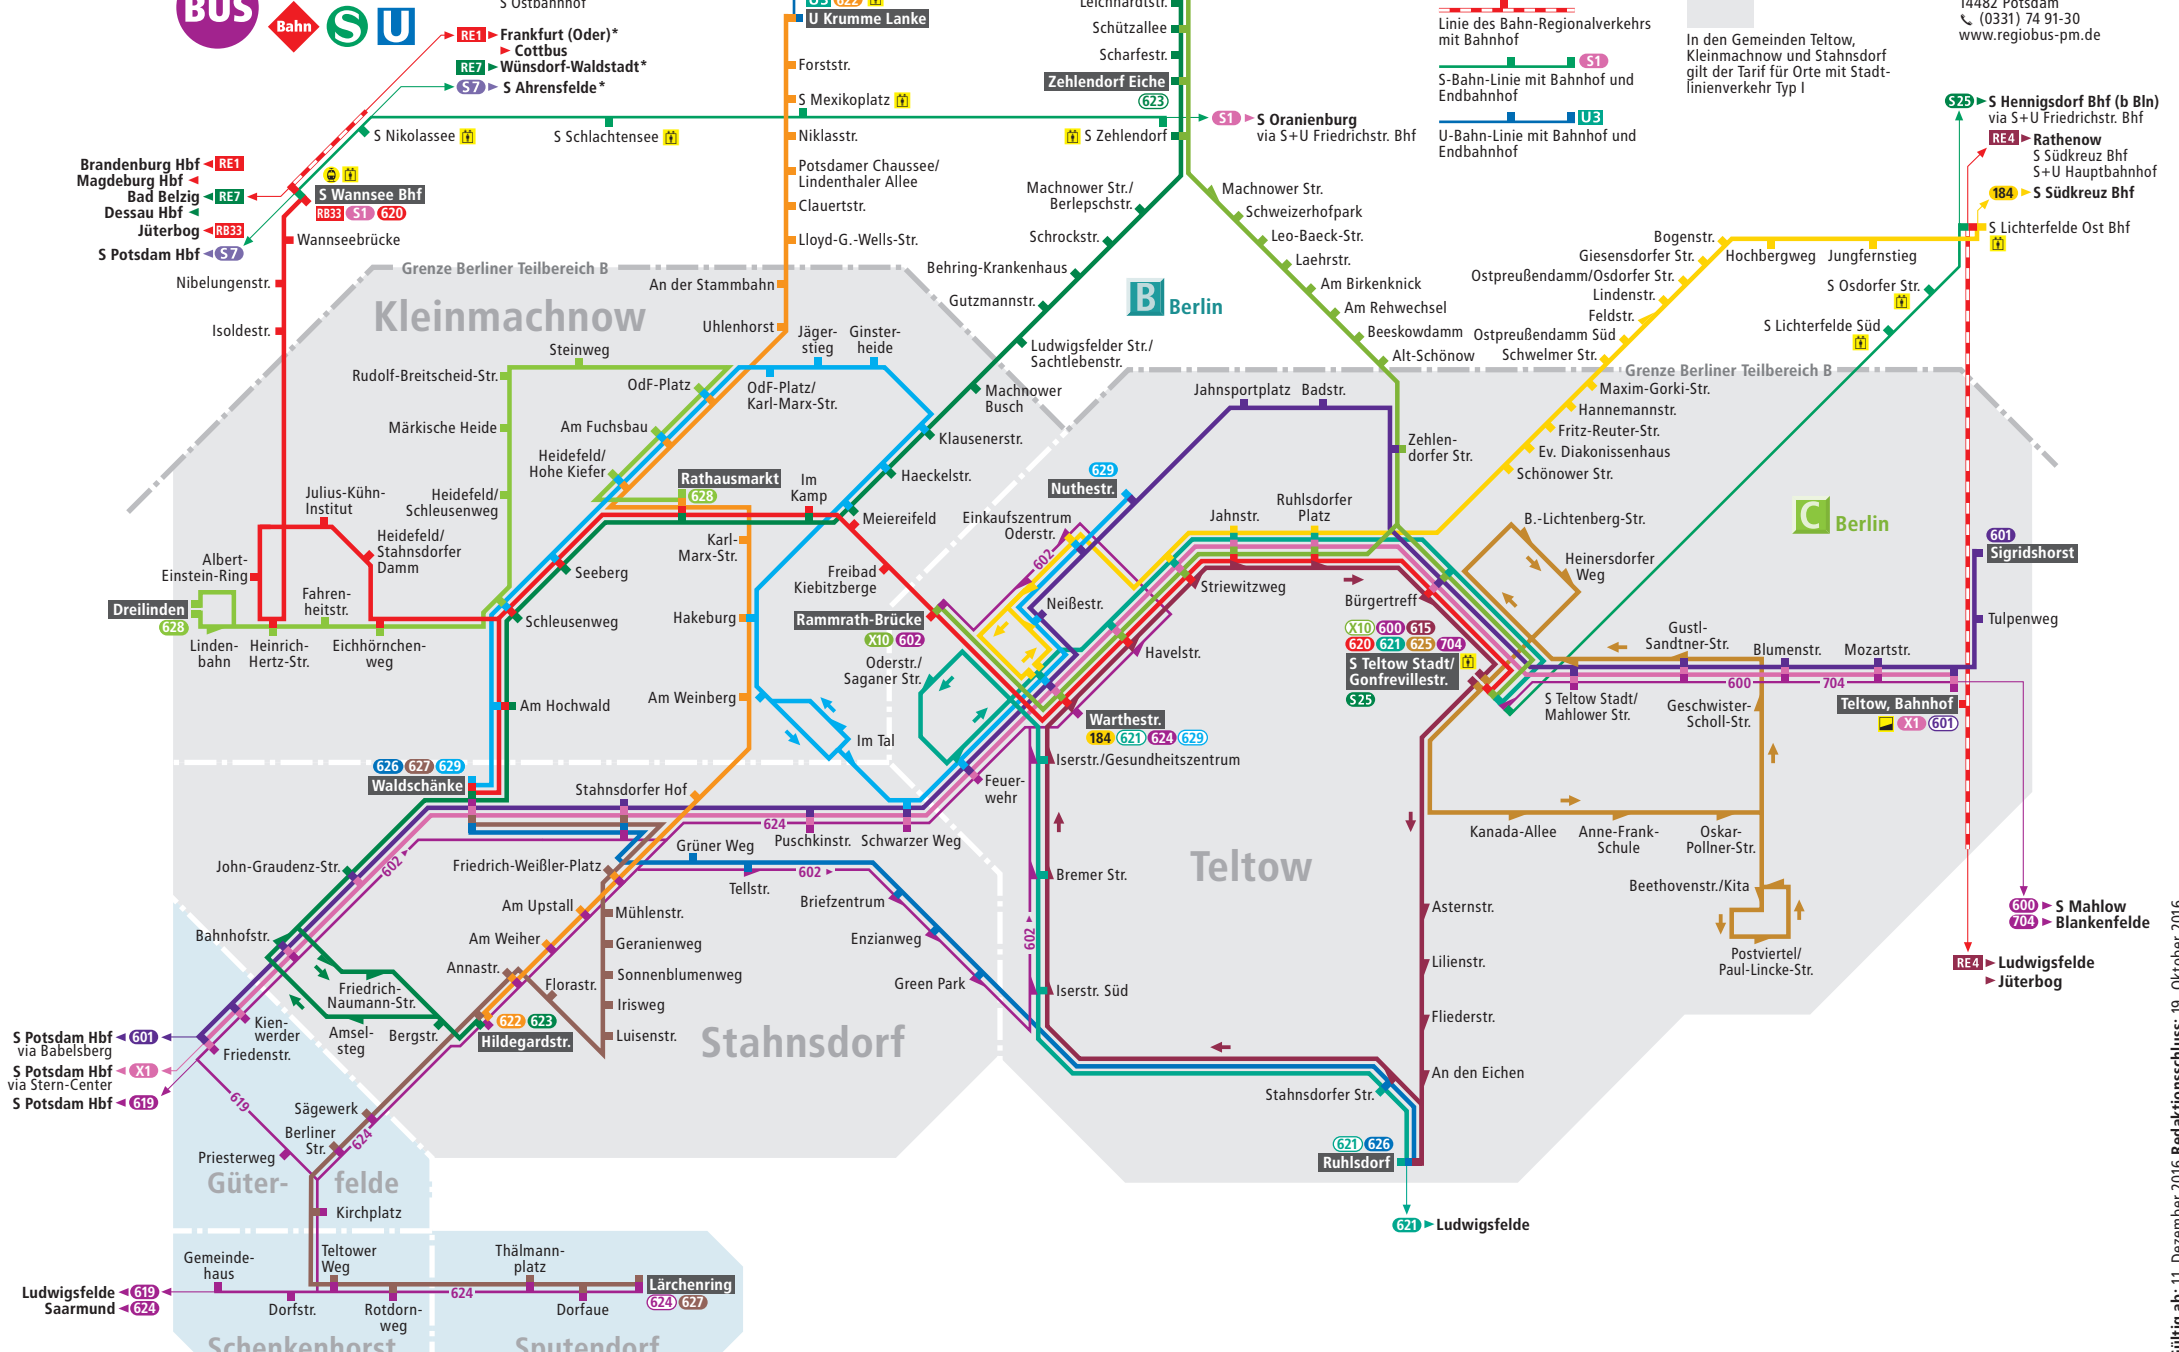 BUS
Bahn
S
U
S Ostbahnhof
RE1 Frankfurt (Oder)*
Cottbus
RE7 Wünsdorf-Waldstadt*
S7 S Ahrensfelde*
U3 622
U Krumme Lanke
Forststr.
S Mexikoplatz
Niklasstr.
Potsdamer Chaussee/
Lindenthaler Allee
Clauertstr.
Lloyd-G.-Wells-Str.
An der Stammbahn
Uhlenhorst
Leichhardtstr.
Schützallee
Scharfestr.
Zehlendorf Eiche
623
S Zehlendorf
S1 S Oranienburg
via S+U Friedrichstr. Bhf
Linie des Bahn-Regionalverkehrs
mit Bahnhof
S1
S-Bahn-Linie mit Bahnhof und
Endbahnhof
U3
U-Bahn-Linie mit Bahnhof und
Endbahnhof
In den Gemeinden Teltow,
Kleinmachnow und Stahnsdorf
gilt der Tarif für Orte mit Stadt-
linienverkehr Typ I
14482 Potsdam
(0331) 74 91-30
www.regiobus-pm.de
S25 S Hennigsdorf Bhf (b Bln)
via S+U Friedrichstr. Bhf
RE4 Rathenow
S Südkreuz Bhf
S+U Hauptbahnhof
184 S Südkreuz Bhf
S Lichterfelde Ost Bhf
S Nikolassee
S Schlachtensee
Brandenburg Hbf RE1
Magdeburg Hbf
Bad Belzig RE7
Dessau Hbf
Jüterbog RB33
S Potsdam Hbf S7
S Wannsee Bhf
RB33 S1 620
Wannseebrücke
Nibelungenstr.
Isoldestr.
Grenze Berliner Teilbereich B
Kleinmachnow
Machnower Str./
Berlepschstr.
Schrockstr.
Behring-Krankenhaus
Gutzmannstr.
Ludwigsfelder Str./
Sachtlebenstr.
Machnower
Busch
Klausenerstr.
Haeckelstr.
Meiereifeld
B Berlin
Machnower Str.
Schweizerhofpark
Leo-Baeck-Str.
Laehrstr.
Am Birkenknick
Am Rehwechsel
Beeskowdamm
Alt-Schönow
Zehlen-
dorfer Str.
Bogenstr.
Giesensdorfer Str.
Ostpreußendamm/Osdorfer Str.
Lindenstr.
Feldstr.
Ostpreußendamm Süd
Schwelmer Str.
Hochbergweg
Jungfernstieg
S Osdorfer Str.
S Lichterfelde Süd
Grenze Berliner Teilbereich B
Maxim-Gorki-Str.
Hannemannstr.
Fritz-Reuter-Str.
Ev. Diakonissenhaus
Schönower Str.
C Berlin
Steinweg
Rudolf-Breitscheid-Str.
Märkische Heide
Heidefeld/
Schleusenweg
OdF-Platz
Am Fuchsbau
Heidefeld/
Hohe Kiefer
Jäger-
stieg
Ginster-
heide
OdF-Platz/
Karl-Marx-Str.
Rathausmarkt
628
Im
Kamp
Karl-
Marx-Str.
Hakeburg
Am Weinberg
Im Tal
Julius-Kühn-
Institut
Heidefeld/
Stahnsdorfer
Damm
Albert-
Einstein-Ring
Fahren-
heitstr.
Dreilinden
628
Linden-
bahn
Heinrich-
Hertz-Str.
Eichhörnchen-
weg
Seeberg
Schleusenweg
Am Hochwald
Freibad
Kiebitzberge
Rammrath-Brücke
X10 602
Oderstr./
Saganer Str.
Jahnsportplatz
Badstr.
629
Nuthestr.
Einkaufszentrum
Oderstr.
602
Neißestr.
Jahnstr.
Ruhlsdorfer
Platz
Striewitzweg
Havelstr.
Bürgertreff
X10 600 615
620 621 625 704
S Teltow Stadt/
Gonfrevillestr.
S25
B.-Lichtenberg-Str.
Heinersdorfer
Weg
Gustl-
Sandtner-Str.
Blumenstr.
Mozartstr.
600
704
S Teltow Stadt/
Mahlower Str.
Geschwister-
Scholl-Str.
601
Sigridshorst
Tulpenweg
Teltow, Bahnhof
X1 601
Warthestr.
184 621 624 629
Iserstr./Gesundheitszentrum
Feuer-
wehr
626 627 629
Waldschänke
Stahnsdorfer Hof
624
Puschkinstr.
Schwarzer Weg
Grüner Weg
Friedrich-Weißler-Platz
Tellstr.
602
Briefzentrum
Enzianweg
Green Park
602
Bremer Str.
Iserstr. Süd
Teltow
Kanada-Allee
Anne-Frank-
Schule
Oskar-
Pollner-Str.
Beethovenstr./Kita
Postviertel/
Paul-Lincke-Str.
600 S Mahlow
704 Blankenfelde
RE4 Ludwigsfelde
Jüterbog
Asternstr.
Lilienstr.
Fliederstr.
An den Eichen
Stahnsdorfer Str.
621 626
Ruhlsdorf
621 Ludwigsfelde
John-Graudenz-Str.
602
Bahnhofstr.
Am Upstall
Am Weiher
Annastr.
Mühlenstr.
Geranienweg
Sonnenblumenweg
Florastr.
Irisweg
Luisenstr.
Stahnsdorf
Friedrich-
Naumann-Str.
Amsel-
steg
Bergstr.
622 623
Hildegardstr.
Kien-
werder
Friedenstr.
S Potsdam Hbf 601
via Babelsberg
S Potsdam Hbf X1
via Stern-Center
S Potsdam Hbf 619
619
Sägewerk
Berliner
Str.
624
Priesterweg
Güter-
felde
Kirchplatz
Gemeinde-
haus
Teltower
Weg
Thälmann-
platz
Lärchenring
624 627
Ludwigsfelde 619
Saarmund 624
Dorfstr.
Rotdorn-
weg
624
Dorfaue
Schenkenhorst
Sputendorf
Gültig ab: 11. Dezember 2016 Redaktionsschluss: 19. Oktober 2016